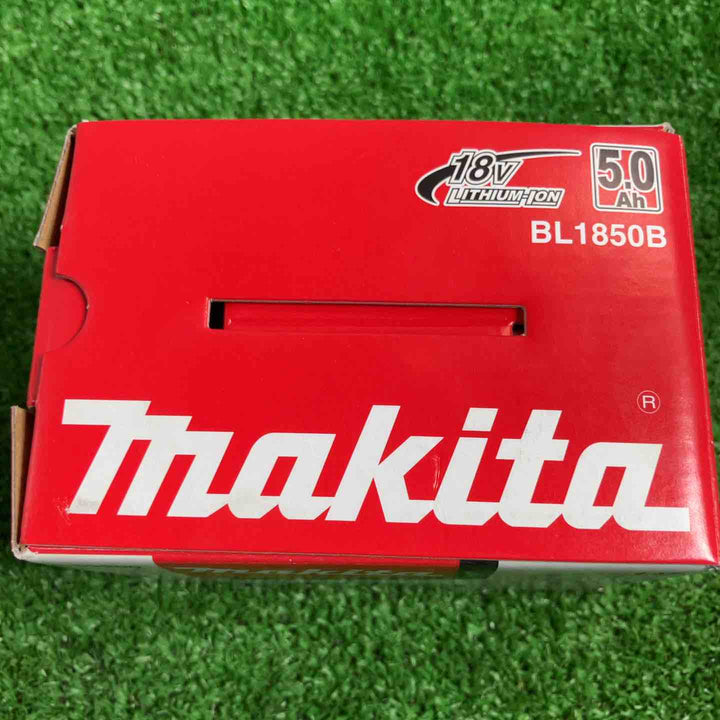 18V
LITHIUM-ION
5.0
Ah
BL1850B
makita
®